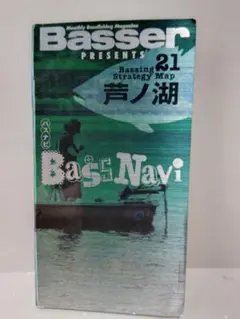 Monthly Bassfishing Magazine
Basser
PRESENTS
21
Bassing
Strategy Map
芦ノ湖
バスナビ
Bass Navi